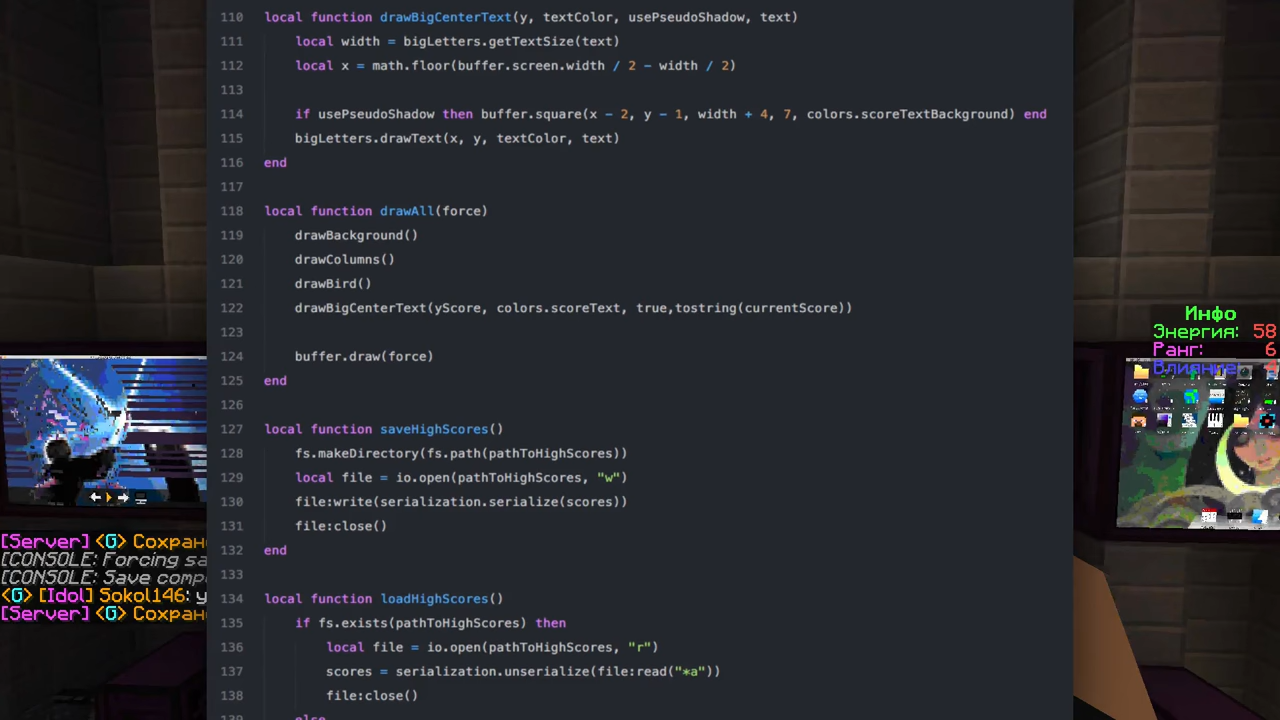 110 local function drawBigCenterText(y, textColor, usePseudoShadow, text)
111 local width = bigLetters.getTextSize(text)
112 local x = math.floor(buffer.screen.width / 2 - width / 2)
113
114 if usePseudoShadow then buffer.square(x - 2, y - 1, width + 4, 7, colors.scoreTextBackground) end
115 bigLetters.drawText(x, y, textColor, text)
116 end
117
118 local function drawAll(force)
119 drawBackground()
120 drawColumns()
121 drawBird()
122 drawBigCenterText(yScore, colors.scoreText, true,tostring(currentScore))
123
124 buffer.draw(force)
125 end
126
127 local function saveHighScores()
128 fs.makeDirectory(fs.path(pathToHighScores))
129 local file = io.open(pathToHighScores, "w")
130 file:write(serialization.serialize(scores))
131 file:close()
132 end
133
134 local function loadHighScores()
135 if fs.exists(pathToHighScores) then
136 local file = io.open(pathToHighScores, "r")
137 scores = serialization.unserialize(file:read("*a"))
138 file:close()
139 else
Инфо
Энергия: 58
Ранг: 6
Влияние:
[Server] <G> Сохран
[CONSOLE: Forcing sa
[CONSOLE: Save comp
<G> [Idol] Sokol146: y
[Server] <G> Сохран